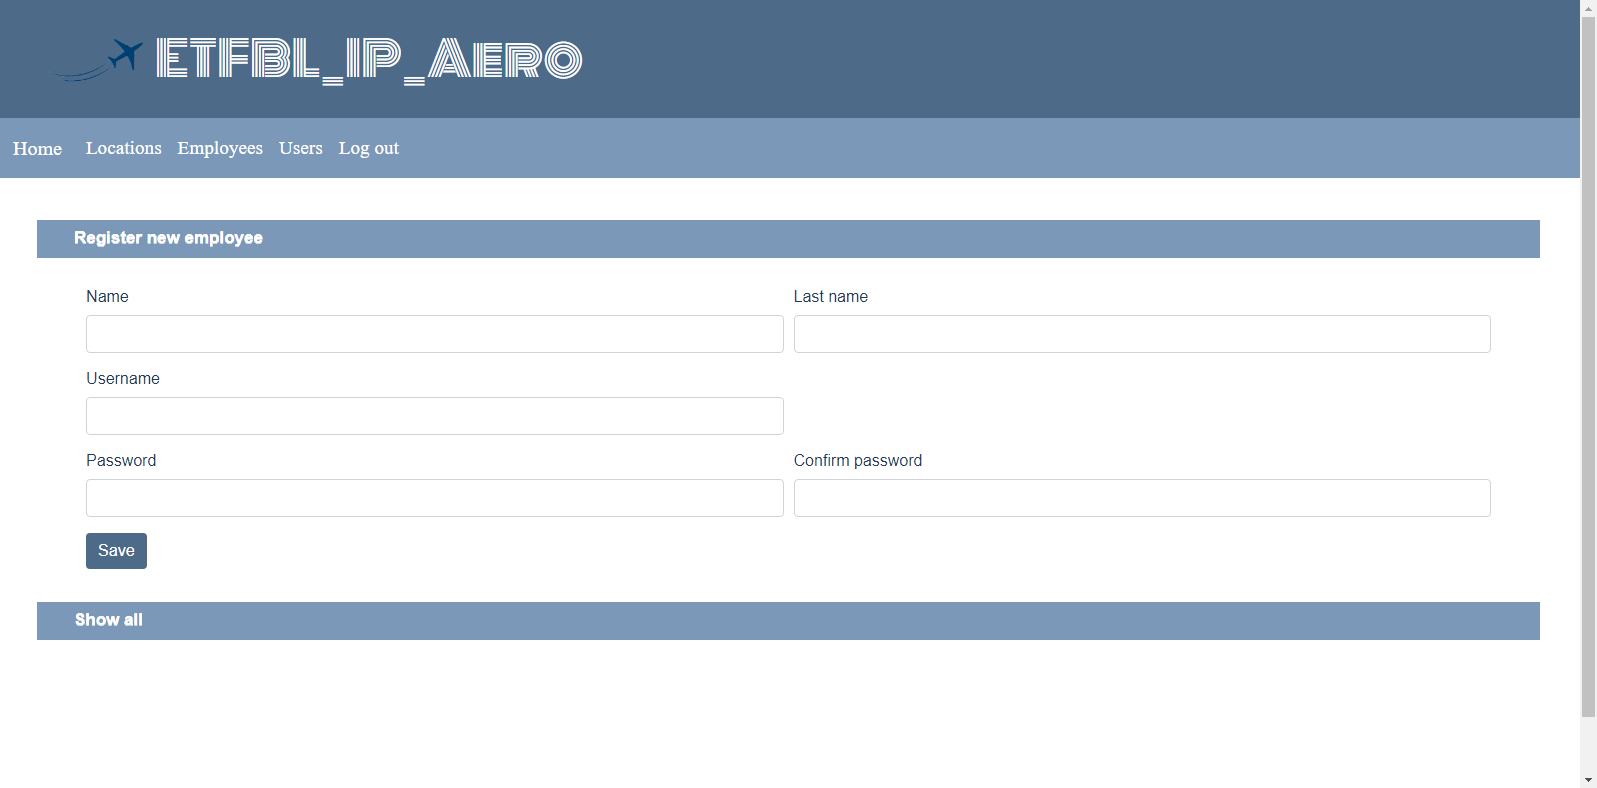 ETFBL_IP_Aero
Home Locations Employees Users Log out
Register new employee
Name Last name
Username
Password Confirm password
Save
Show all